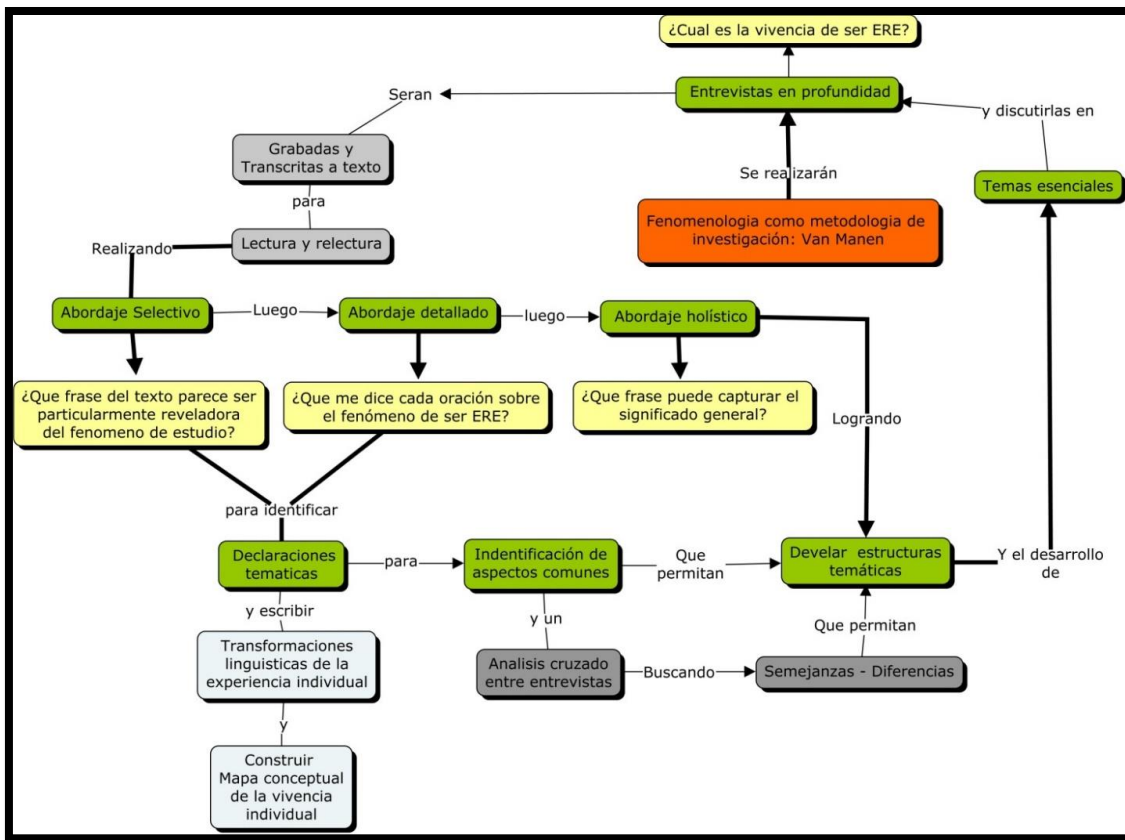 ¿Cual es la vivencia de ser ERE?
Seran
Entrevistas en profundidad
y discutirlas en
Grabadas y
Transcritas a texto
Se realizarán
Temas esenciales
para
Fenomenologia como metodologia de
investigación: Van Manen
Realizando
Lectura y relectura
Abordaje Selectivo
Luego
Abordaje detallado
luego
Abordaje holístico
¿Que frase del texto parece ser
particularmente reveladora
del fenomeno de estudio?
¿Que me dice cada oración sobre
el fenómeno de ser ERE?
¿Que frase puede capturar el
significado general?
Logrando
para identificar
Declaraciones
tematicas
para
Indentificación de
aspectos comunes
Que
permitan
Develar estructuras
temáticas
Y el desarrollo
de
y escribir
y un
Que permitan
Transformaciones
linguisticas de la
experiencia individual
Analisis cruzado
entre entrevistas
Buscando
Semejanzas - Diferencias
y
Construir
Mapa conceptual
de la vivencia
individual